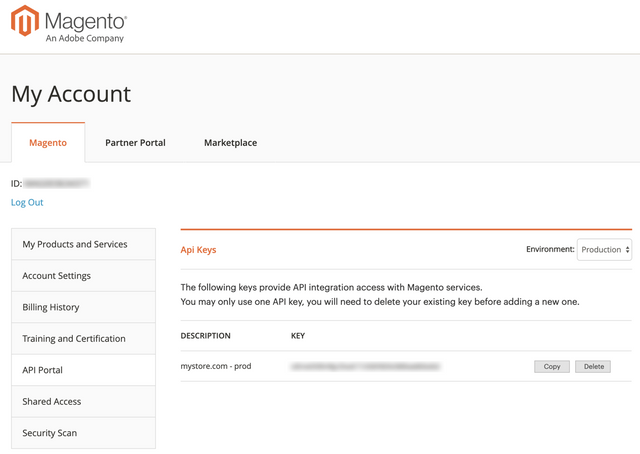 Magento
An Adobe Company
My Account
Magento Partner Portal Marketplace
ID:
Log Out
My Products and Services
Account Settings
Billing History
Training and Certification
API Portal
Shared Access
Security Scan
Api Keys Environment: Production
The following keys provide API integration access with Magento services.
You may only use one API key, you will need to delete your existing key before adding a new one.
DESCRIPTION KEY
mystore.com - prod Copy Delete